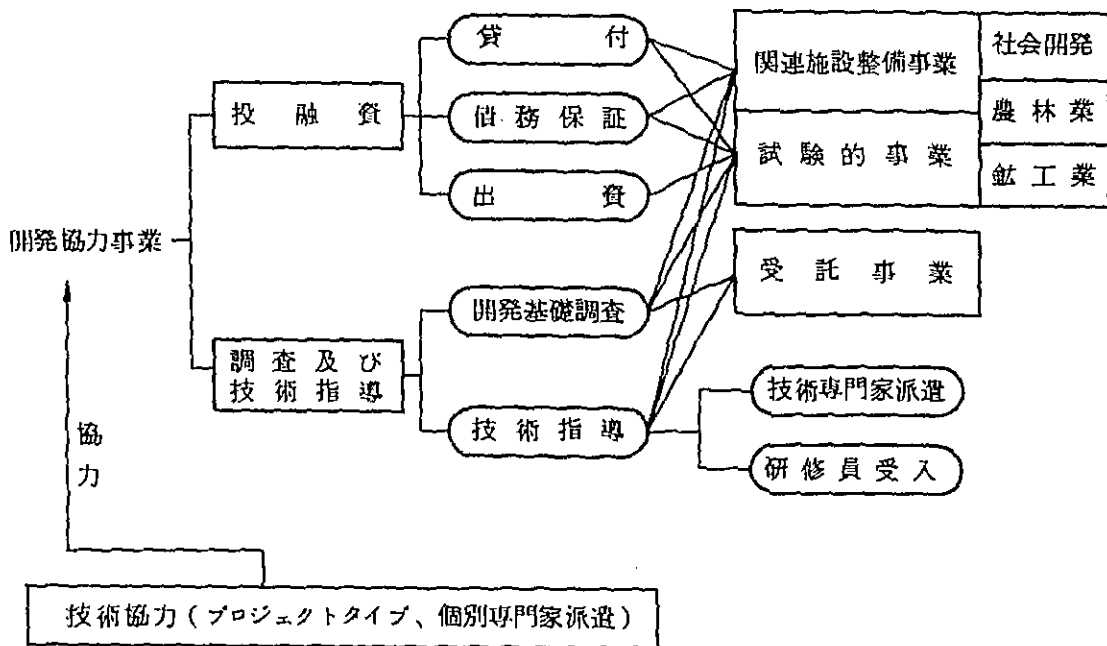 貸付
関連施設整備事業
社会開発
投融資
債務保証
農林業
試験的事業
鉱工業
出資
開発協力事業
受託事業
開発基礎調査
調査及び
技術指導
技術専門家派遣
技術指導
協力
研修員受入
技術協力(プロジェクトタイプ、個別専門家派遣)